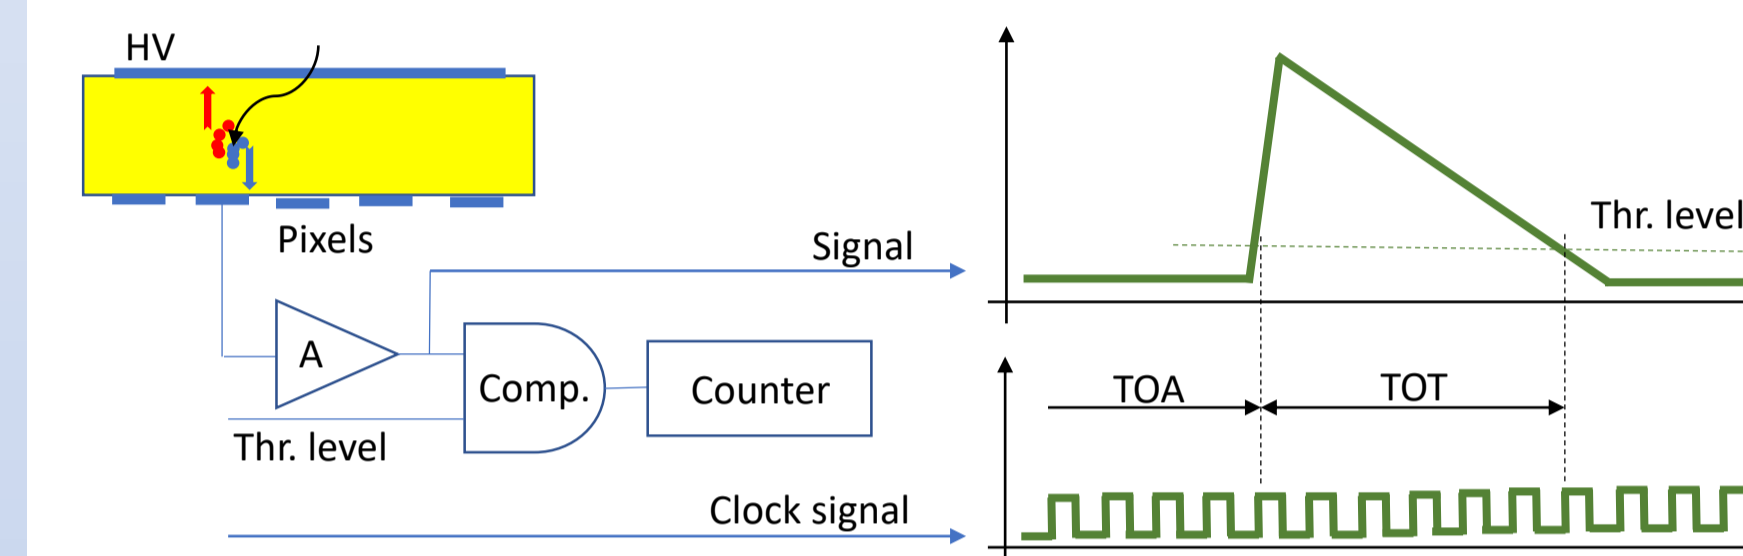 HV
Pixels
Signal
A
Comp.
Counter
Thr. level
Clock signal
Thr. level
TOA
TOT